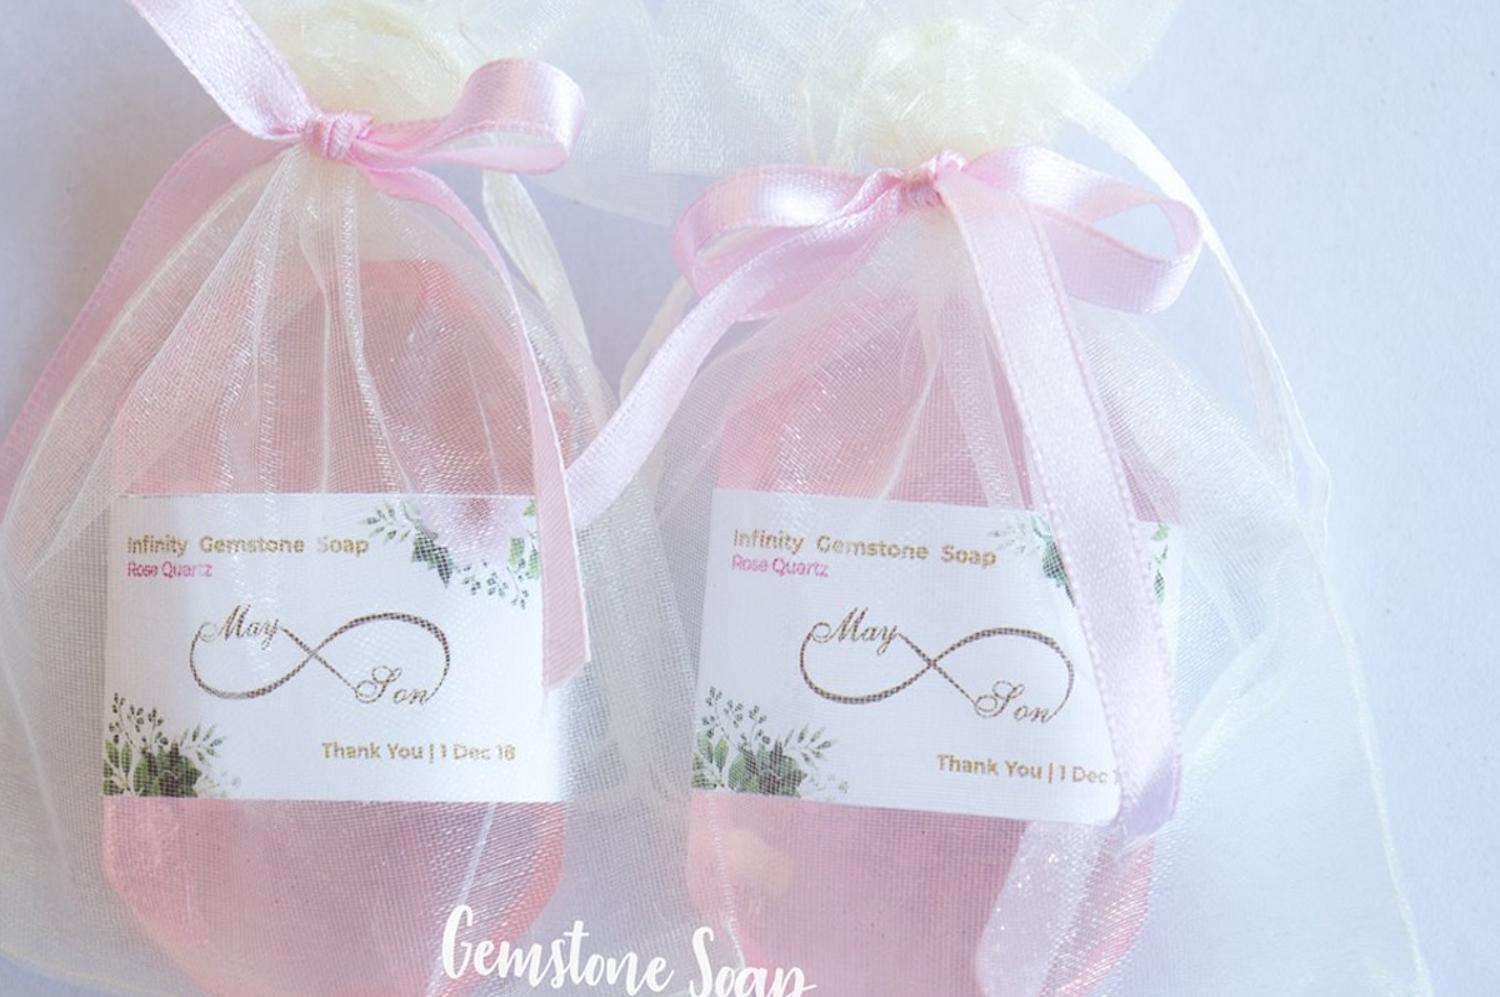 Infinity Gemstone Soap
Rose Quartz
May
Son
Thank You | 1 Dec 18
Infinity Gemstone Soap
Rose Quartz
May
Son
Thank You | 1 Dec
Gemstone Soap